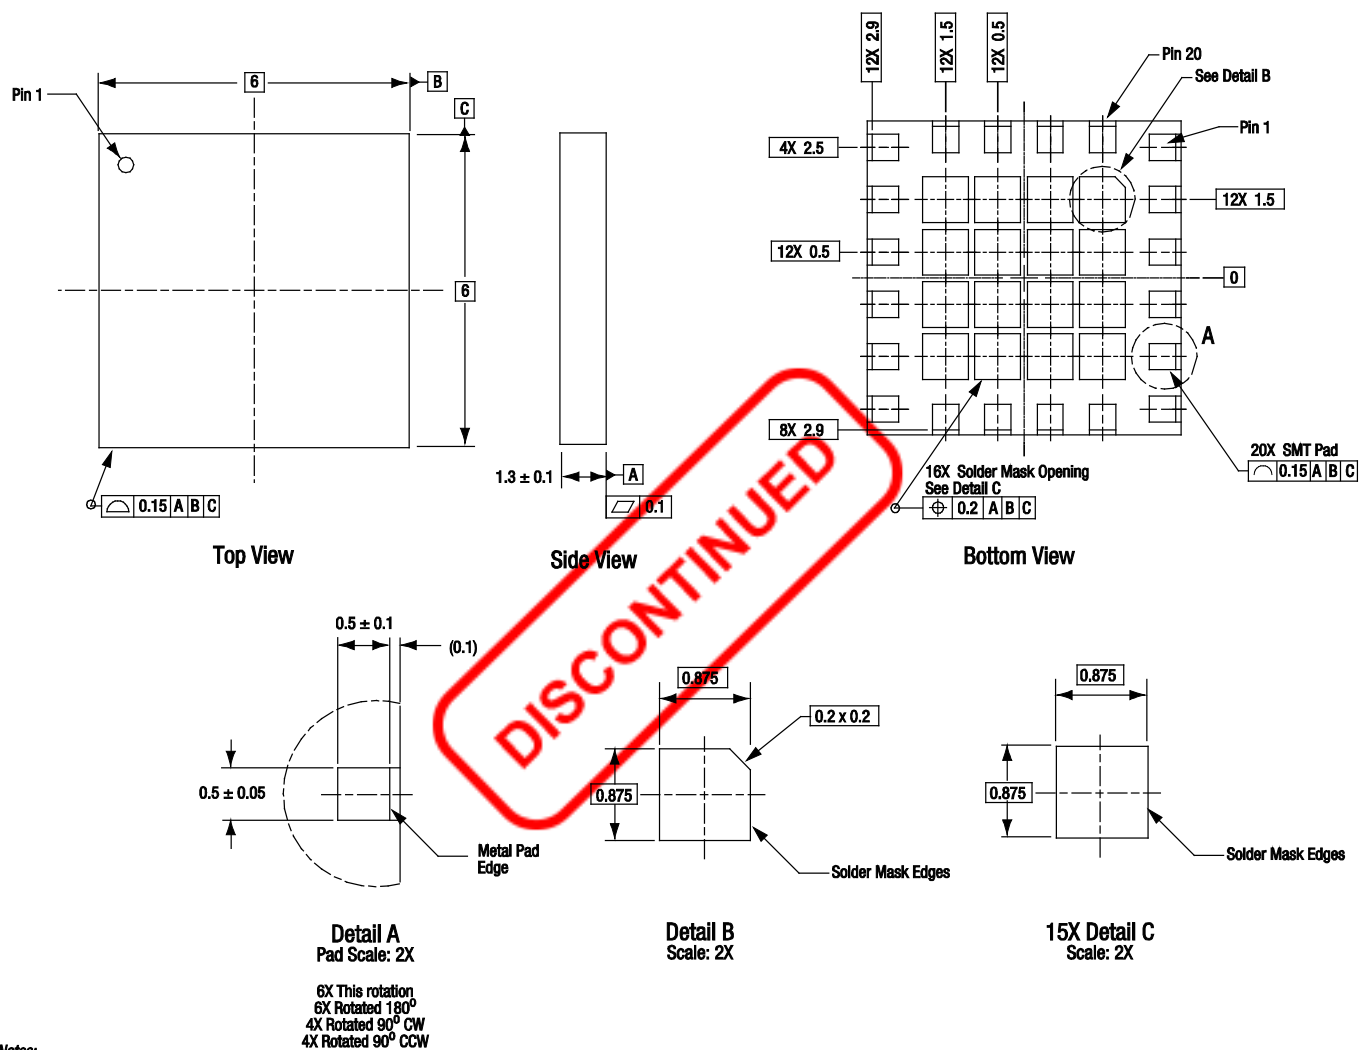 12X 2.9
12X 1.5
12X 0.5
Pin 20
See Detail B
Pin 1
6
B
C
Pin 1
4X 2.5
12X 1.5
12X 0.5
6
0
A
8X 2.9
20X SMT Pad
0.15 A B C
1.3 ± 0.1
A
0.1
16X Solder Mask Opening
See Detail C
0.2 A B C
0.15 A B C
Top View
Side View
Bottom View
DISCONTINUED
0.5 ± 0.1
(0.1)
0.5 ± 0.05
Metal Pad
Edge
Detail A
Pad Scale: 2X
6X This rotation
6X Rotated 180⁰
4X Rotated 90⁰ CW
4X Rotated 90⁰ CCW
0.875
0.2 x 0.2
0.875
Solder Mask Edges
Detail B
Scale: 2X
0.875
0.875
Solder Mask Edges
15X Detail C
Scale: 2X
Notes: